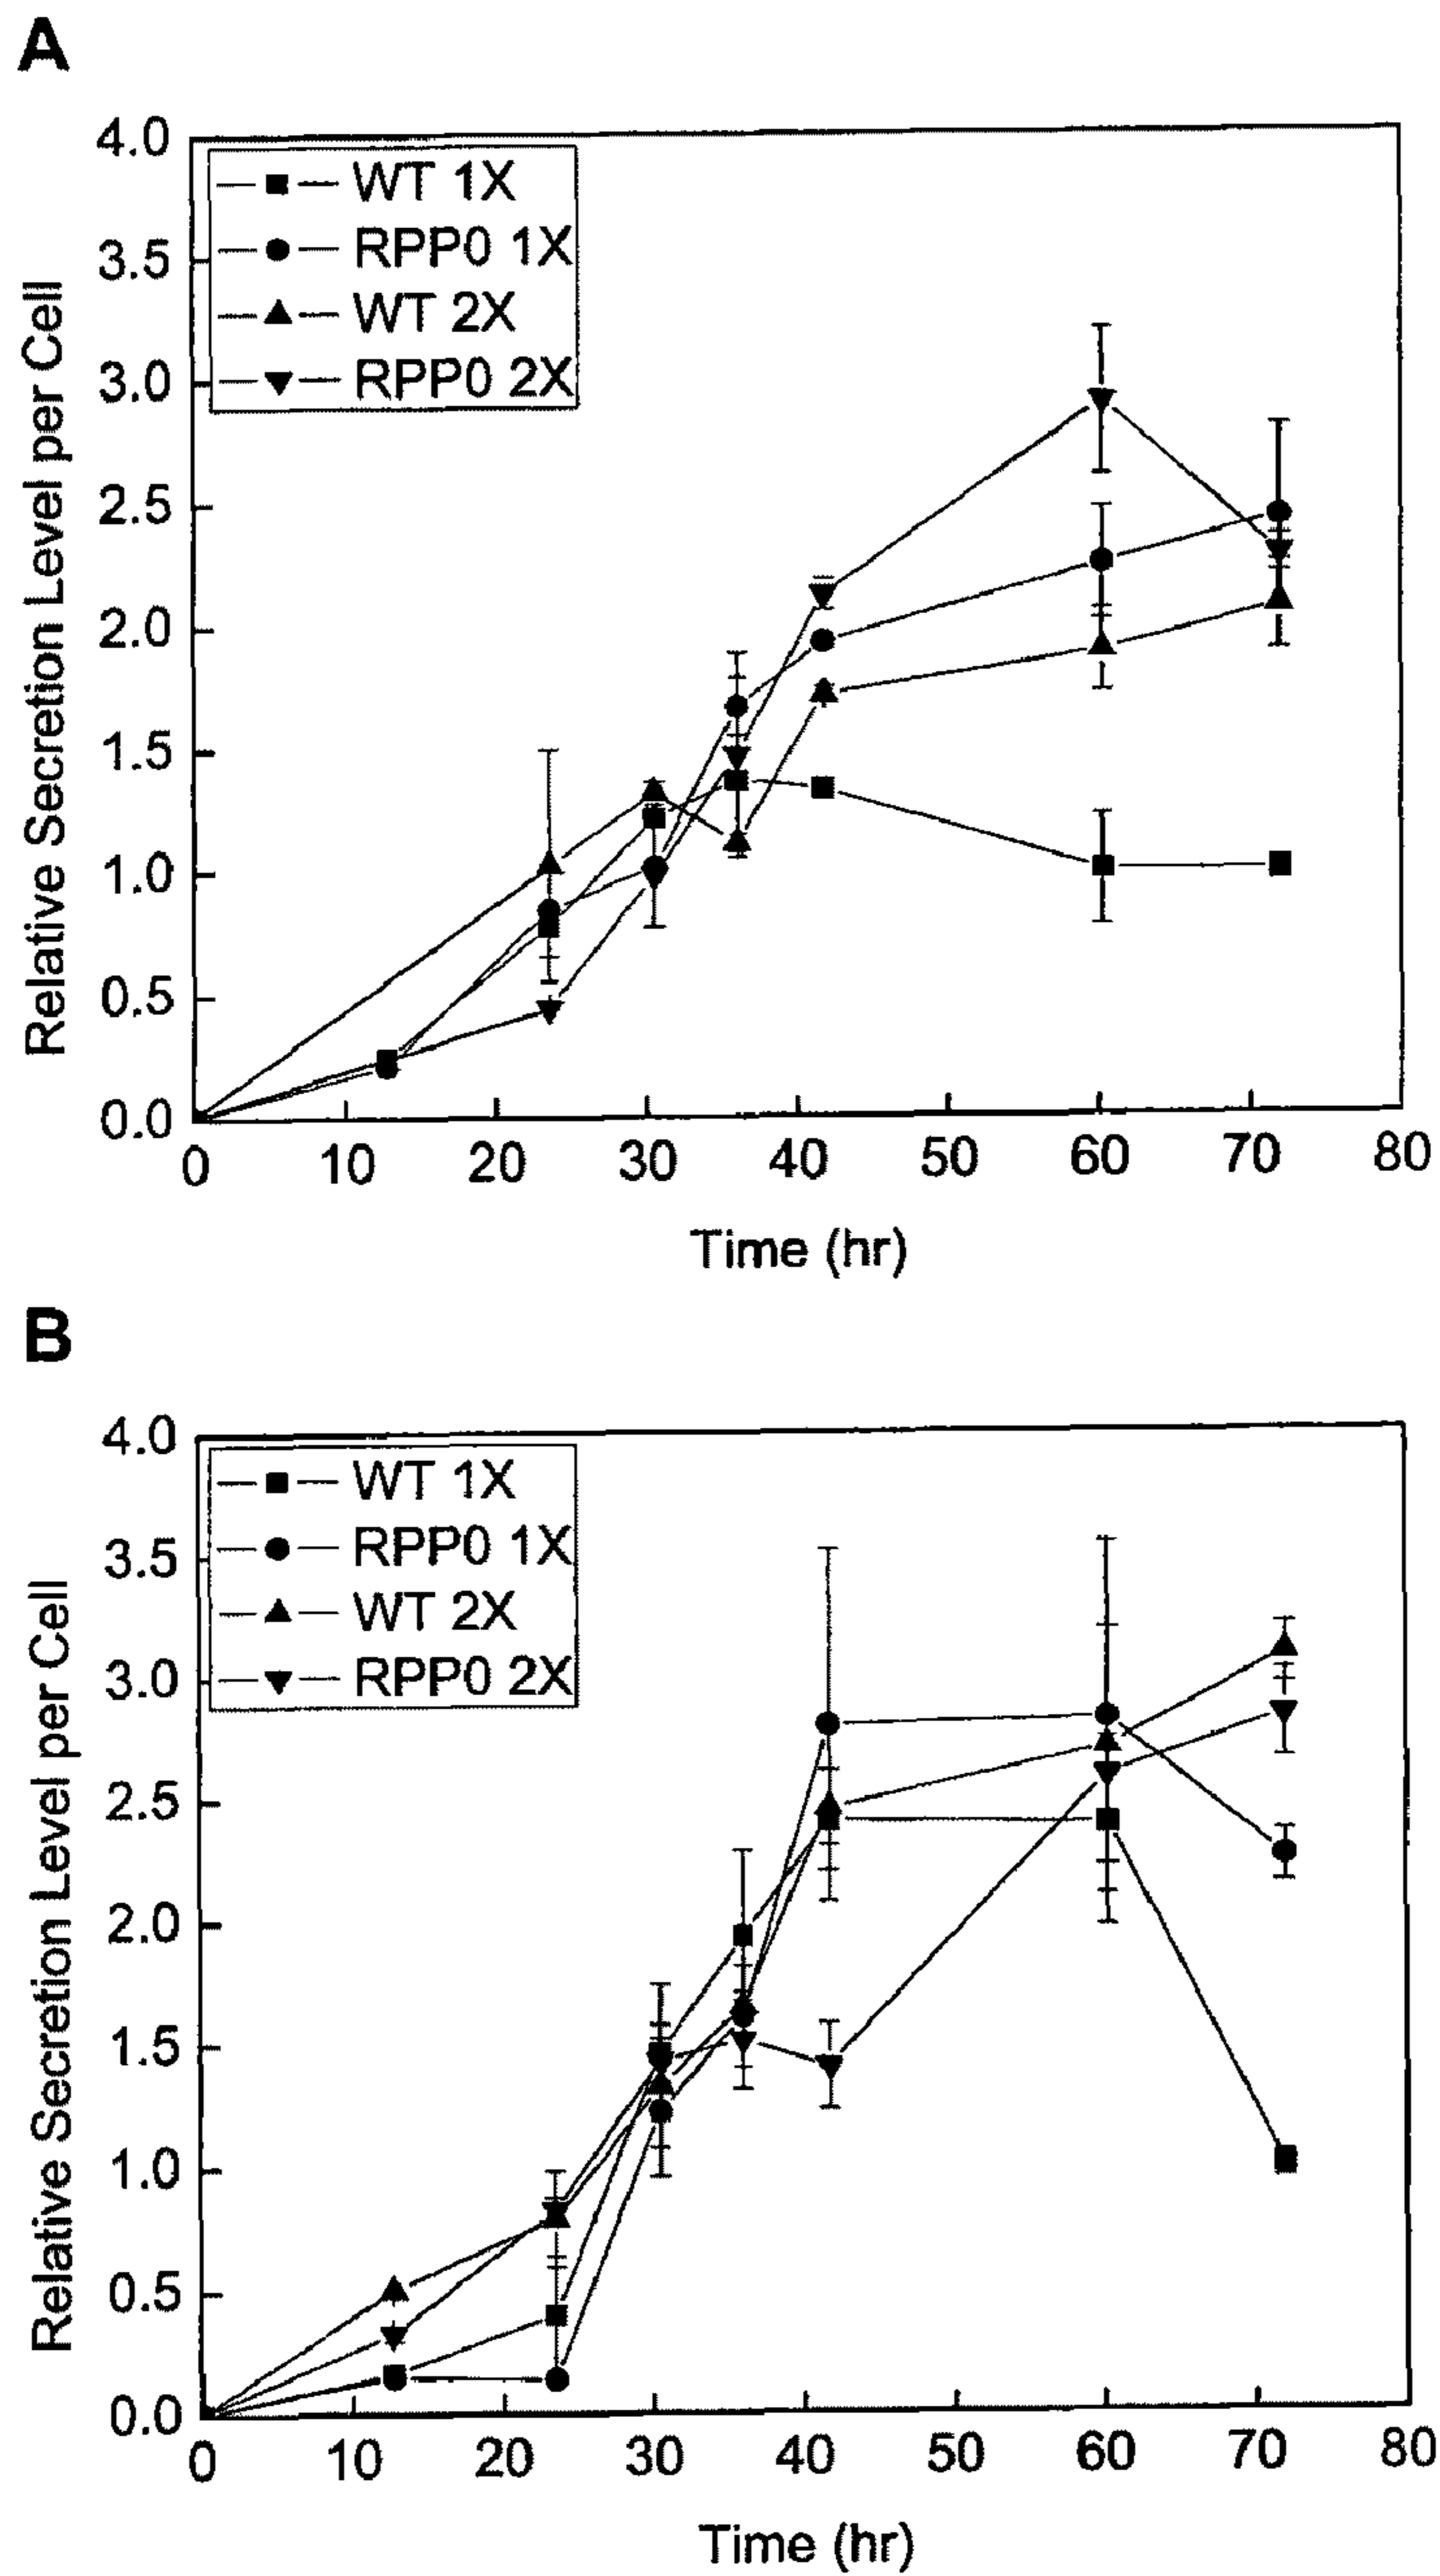 A
4.0
3.5
3.0
2.5
2.0
1.5
1.0
0.5
0.0
Relative Secretion Level per Cell
WT 1X
RPP0 1X
WT 2X
RPP0 2X
0 10 20 30 40 50 60 70 80
Time (hr)
B
4.0
3.5
3.0
2.5
2.0
1.5
1.0
0.5
0.0
Relative Secretion Level per Cell
WT 1X
RPP0 1X
WT 2X
RPP0 2X
0 10 20 30 40 50 60 70 80
Time (hr)